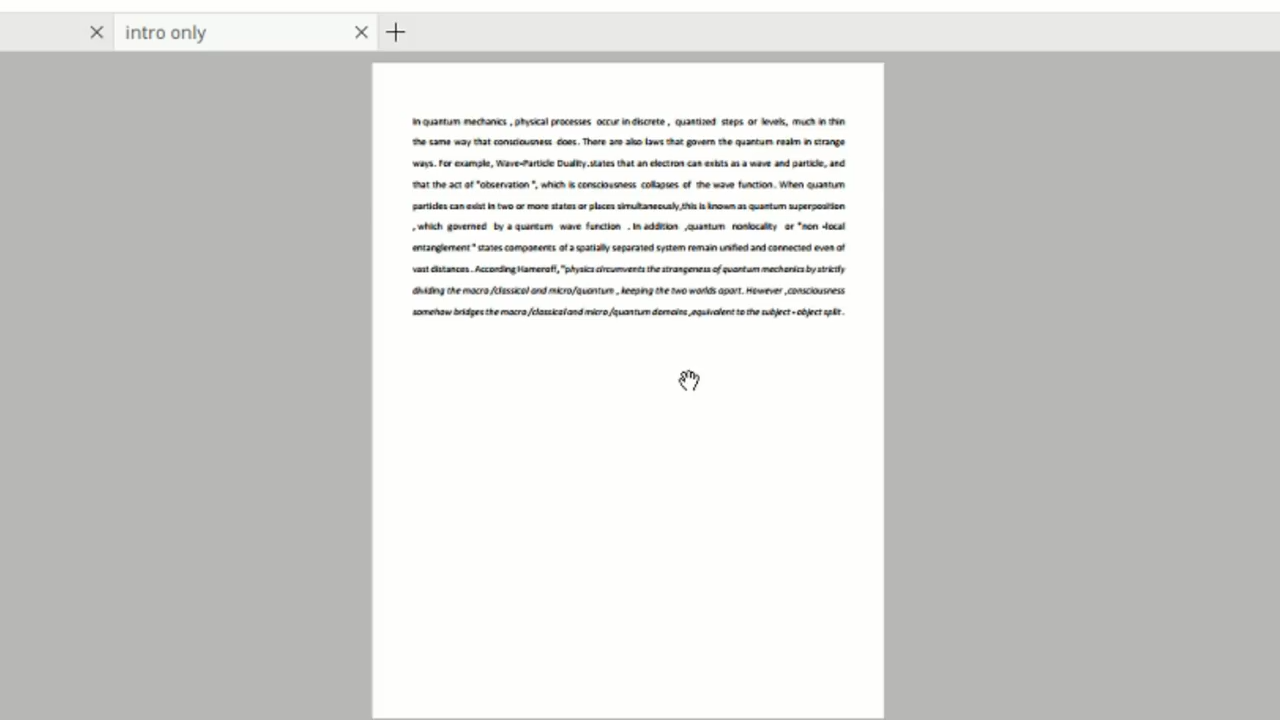 intro only
In quantum mechanics , physical processes occur in discrete , quantized steps or levels, much in thin
the same way that consciousness does. There are also laws that govern the quantum realm in strange
ways. For example, Wave-Particle Duality,states that an electron can exists as a wave and particle, and
that the act of "observation ", which is consciousness collapses of the wave function. When quantum
particles can exist in two or more states or places simultaneously,this is known as quantum superposition
, which governed by a quantum wave function . In addition ,quantum nonlocality or "non -local
entanglement " states components of a spatially separated system remain unified and connected even of
vast distances . According Hameroff, "physics circumvents the strangeness of quantum mechanics by strictly
dividing the macro /classical and micro/quantum , keeping the two worlds apart. However ,consciousness
somehow bridges the macro /classical and micro /quantum domains ,equivalent to the subject - object split .